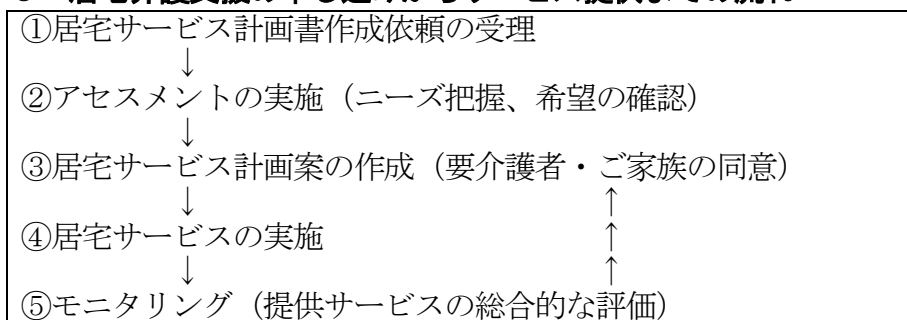 ①居宅サービス計画書作成依頼の受理
↓
②アセスメントの実施（ニーズ把握、希望の確認）
↓
③居宅サービス計画案の作成（要介護者・ご家族の同意）
↓ ↑
④居宅サービスの実施 ↑
↓ ↑
⑤モニタリング（提供サービスの総合的な評価）